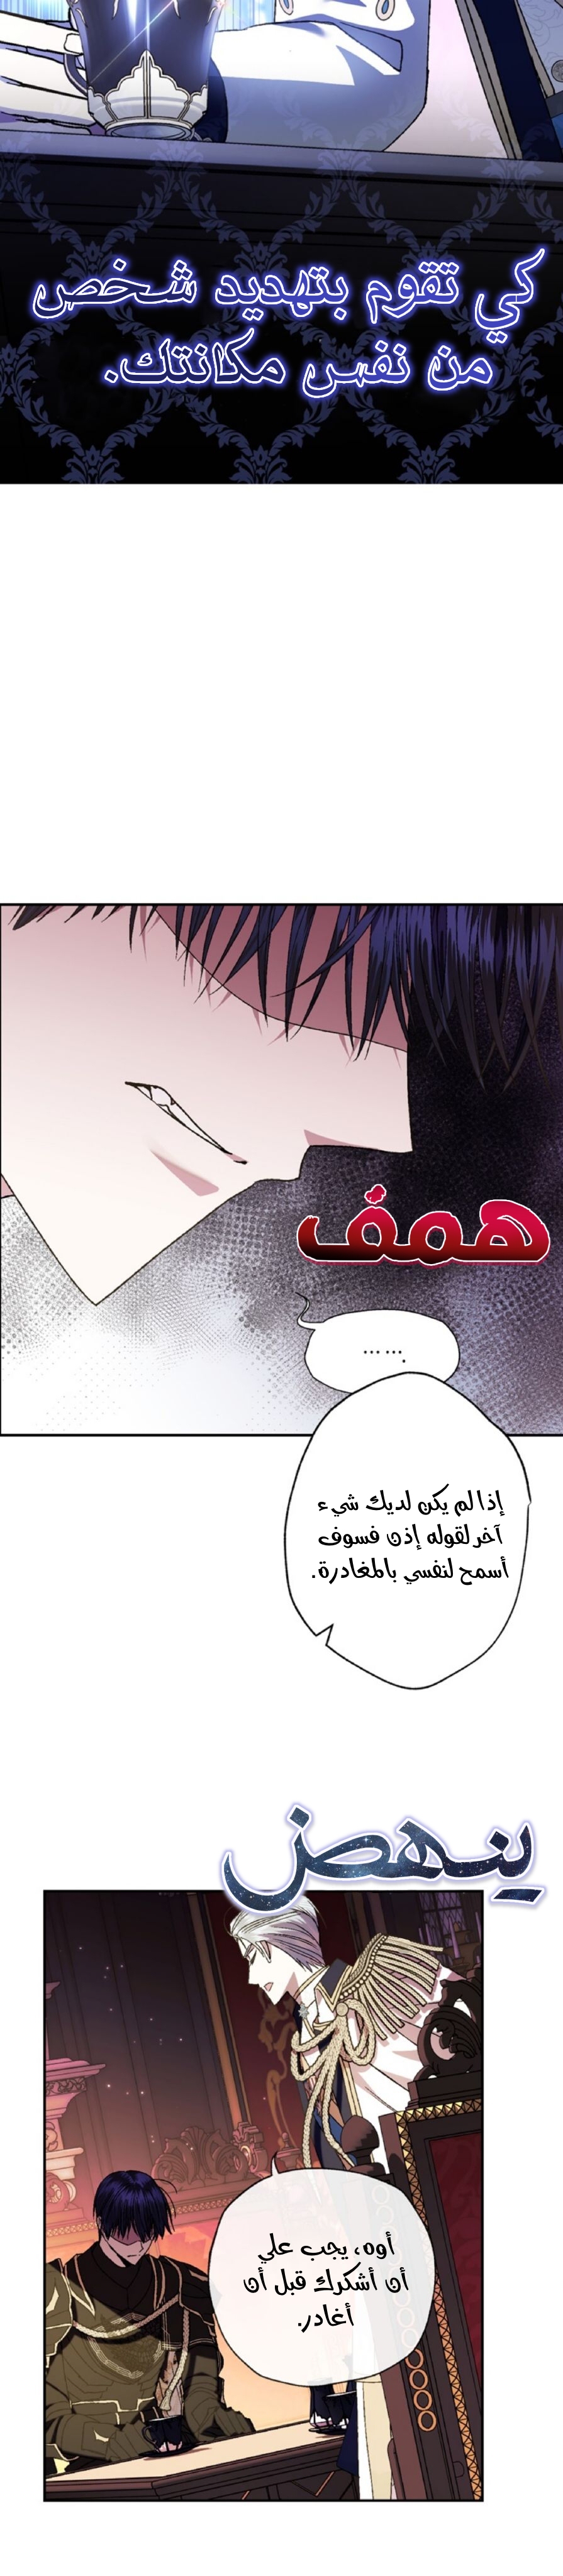 كي تقوم بتهديد شخص
من نفس مكانتك.
همف
... ....
إذا لم يكن لديك شيء
آخر لقوله إذن فسوف
أسمح لنفسي بالمغادرة.
ينهض
أوه، يجب علي
أن أشكرك قبل أن
أغادر.